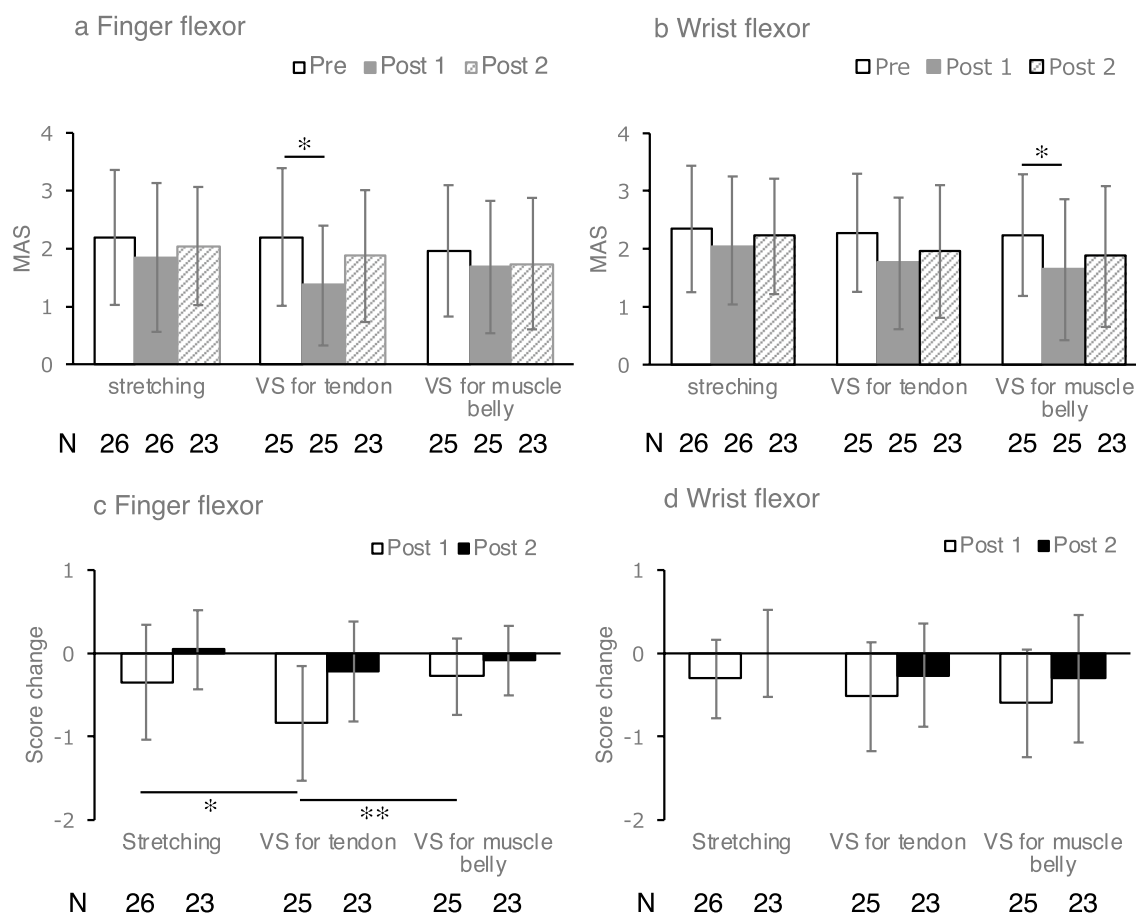 a Finger flexor
Pre Post 1 Post 2
4
3
2
1
0
MAS
*
stretching VS for tendon VS for muscle
belly
N 26 26 23 25 25 23 25 25 23
b Wrist flexor
Pre Post 1 Post 2
4
3
2
1
0
MAS
*
streching VS for tendon VS for muscle
belly
N 26 26 23 25 25 23 25 25 23
c Finger flexor
Post 1 Post 2
1
0
-1
-2
Score change
*
**
Stretching VS for tendon VS for muscle
belly
N 26 23 25 23 25 23
d Wrist flexor
Post 1 Post 2
1
0
-1
-2
Score change
Stretching VS for tendon VS for muscle
belly
N 26 23 25 23 25 23